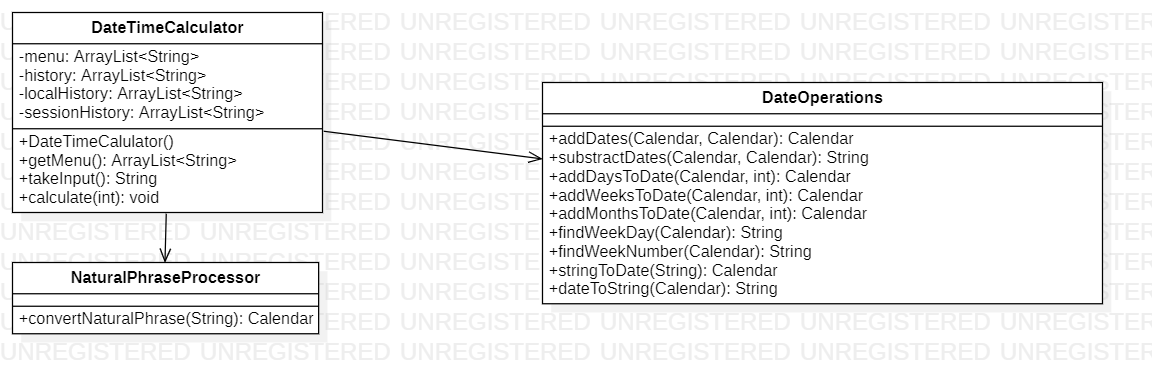 DateTimeCalculator
-menu: ArrayList<String>
-history: ArrayList<String>
-localHistory: ArrayList<String>
-sessionHistory: ArrayList<String>
+DateTimeCalulator()
+getMenu(): ArrayList<String>
+takeInput(): String
+calculate(int): void
NaturalPhraseProcessor
+convertNaturalPhrase(String): Calendar
DateOperations
+addDates(Calendar, Calendar): Calendar
+substractDates(Calendar, Calendar): String
+addDaysToDate(Calendar, int): Calendar
+addWeeksToDate(Calendar, int): Calendar
+addMonthsToDate(Calendar, int): Calendar
+findWeekDay(Calendar): String
+findWeekNumber(Calendar): String
+stringToDate(String): Calendar
+dateToString(Calendar): String
UNREGISTERED UNREGISTERED UNREGISTERED UNREGISTERED UNREGISTERED